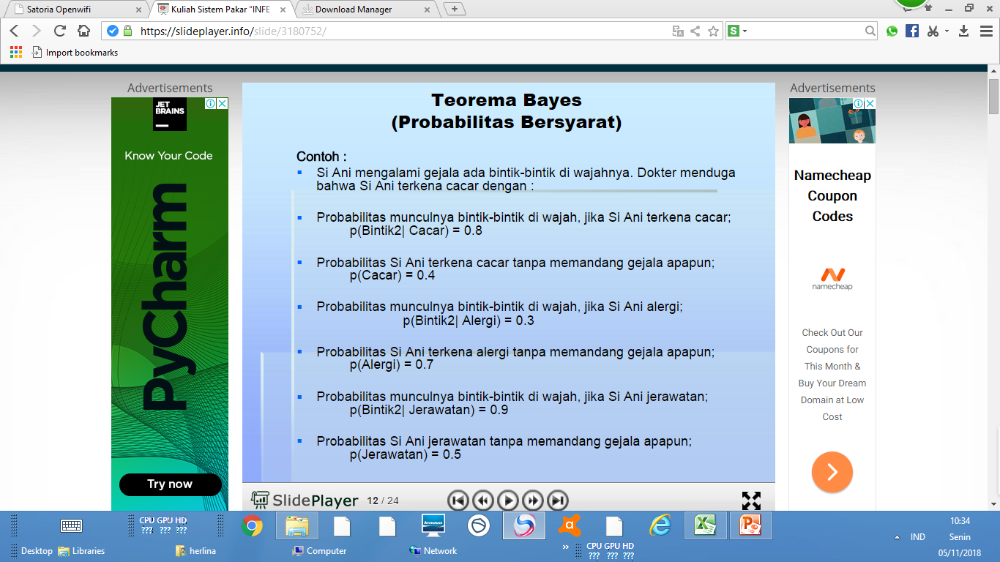 Satoria Openwifi
Kuliah Sistem Pakar “INFE
Download Manager
https://slideplayer.info/slide/3180752/
S
Import bookmarks
Advertisements
JET
BRAINS
Know Your Code
PyCharm
Try now
Teorema Bayes
(Probabilitas Bersyarat)
Contoh :
Si Ani mengalami gejala ada bintik-bintik di wajahnya. Dokter menduga
bahwa Si Ani terkena cacar dengan :
Probabilitas munculnya bintik-bintik di wajah, jika Si Ani terkena cacar;
p(Bintik2| Cacar) = 0.8
Probabilitas Si Ani terkena cacar tanpa memandang gejala apapun;
p(Cacar) = 0.4
Probabilitas munculnya bintik-bintik di wajah, jika Si Ani alergi;
p(Bintik2| Alergi) = 0.3
Probabilitas Si Ani terkena alergi tanpa memandang gejala apapun;
p(Alergi) = 0.7
Probabilitas munculnya bintik-bintik di wajah, jika Si Ani jerawatan;
p(Bintik2| Jerawatan) = 0.9
Probabilitas Si Ani jerawatan tanpa memandang gejala apapun;
p(Jerawatan) = 0.5
SlidePlayer 12 / 24
Advertisements
Namecheap
Coupon
Codes
namecheap
Check Out Our
Coupons for
This Month &
Buy Your Dream
Domain at Low
Cost
CPU GPU HD
??? ??? ???
lenovo
Desktop
Libraries
herlina
Computer
Network
»
CPU GPU HD
??? ??? ???
IND
10:34
Senin
05/11/2018